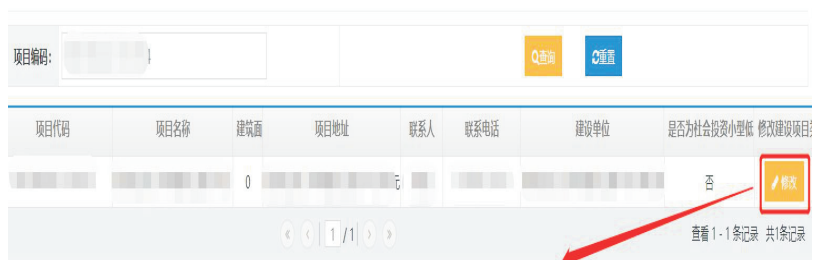 项目编码: 4 查询 重置
项目代码 项目名称 建筑面 项目地址 联系人 联系电话 建设单位 是否为社会投资小型低 修改建设项目类
0 元 否 修改
« ‹ 1 / 1 › » 查看 1 - 1 条记录 共1条记录